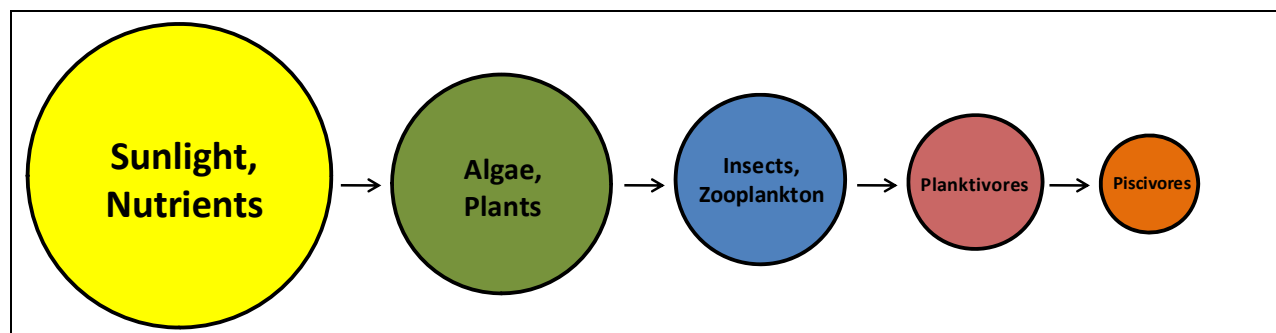 Sunlight,
Nutrients
Algae,
Plants
Insects,
Zooplankton
Planktivores
Piscivores